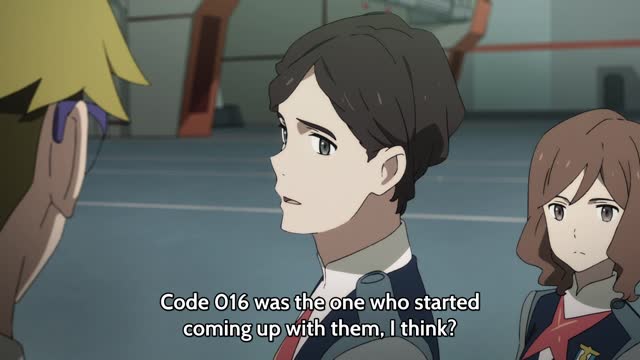 Code 016 was the one who started
coming up with them, I think?